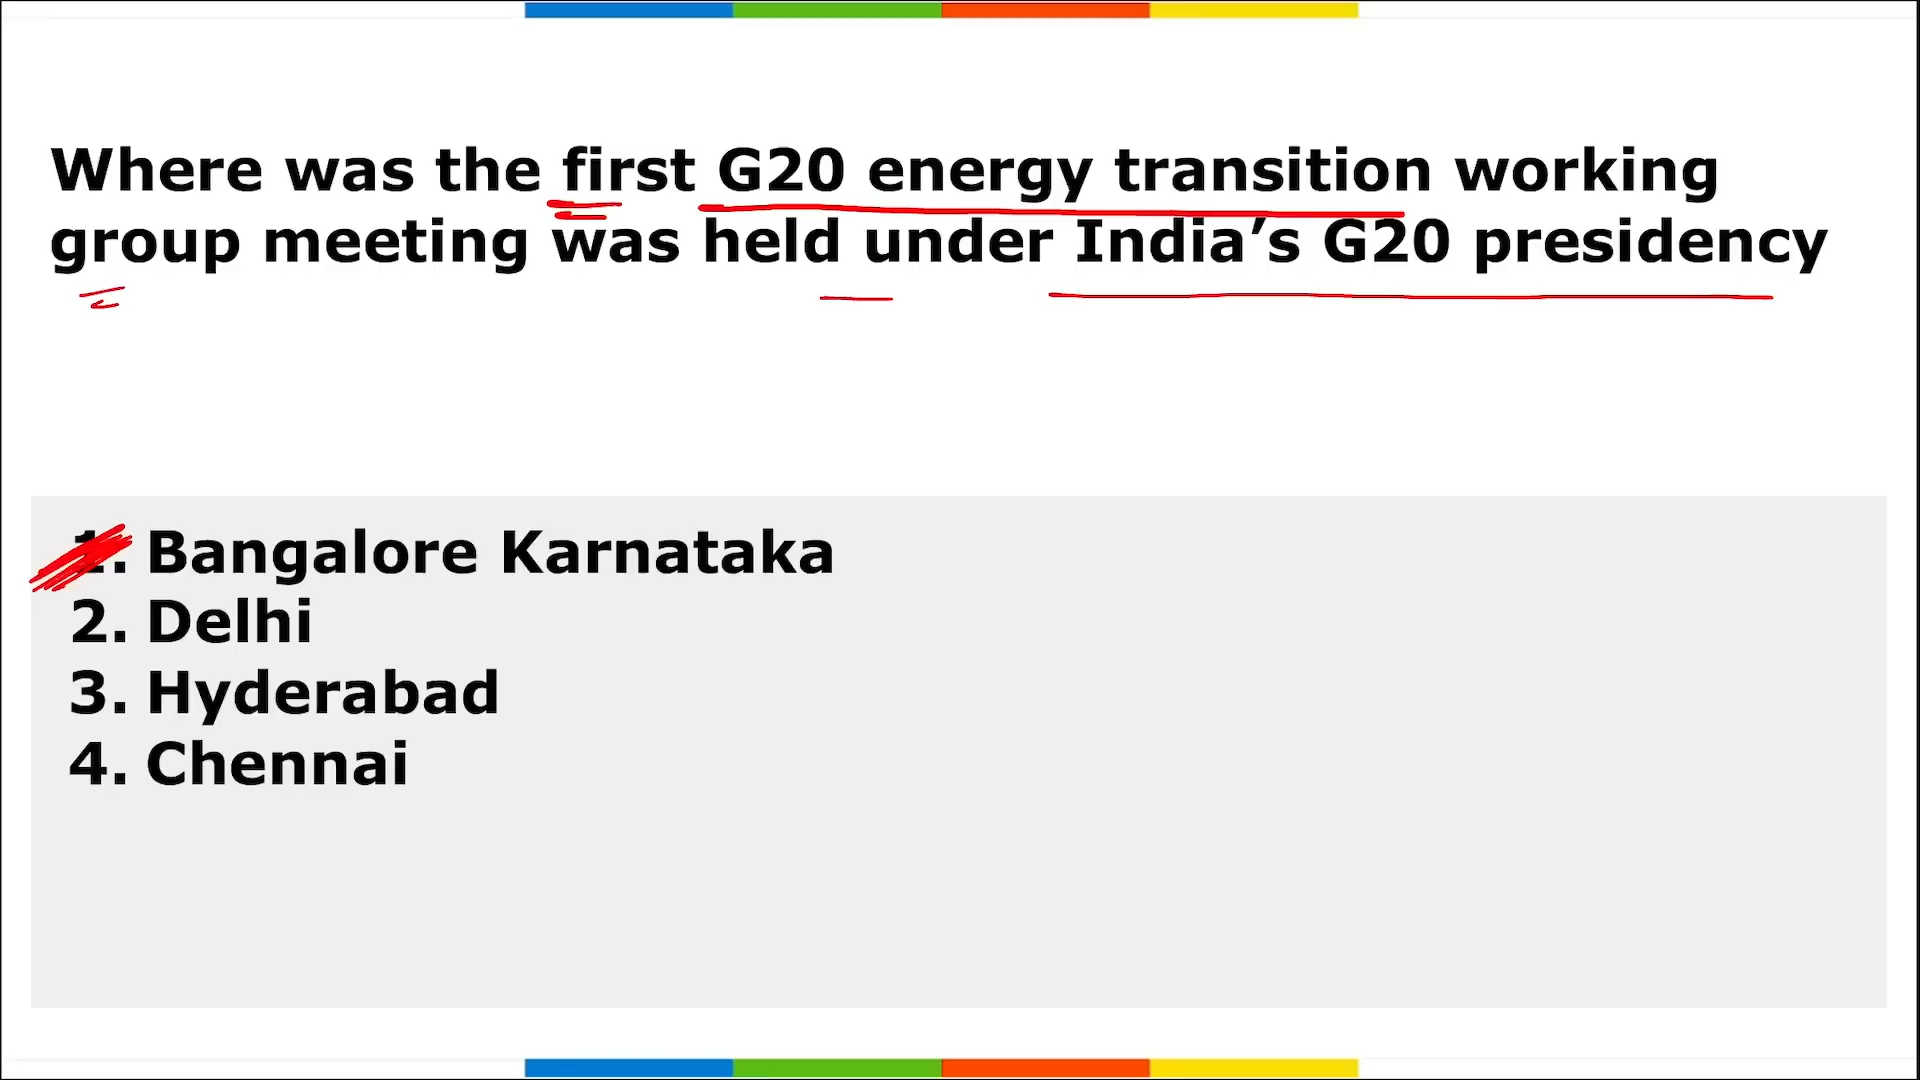 Where was the first G20 energy transition working
group meeting was held under India’s G20 presidency
1. Bangalore Karnataka
2. Delhi
3. Hyderabad
4. Chennai